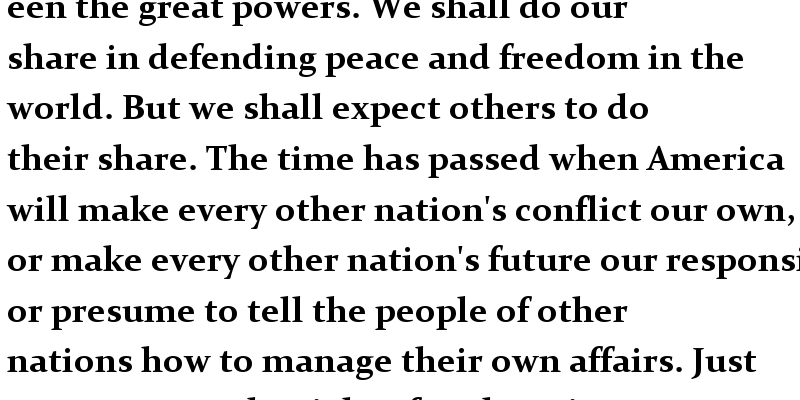 een the great powers. We shall do our
share in defending peace and freedom in the
world. But we shall expect others to do
their share. The time has passed when America
will make every other nation's conflict our own,
or make every other nation's future our responsi
or presume to tell the people of other
nations how to manage their own affairs. Just